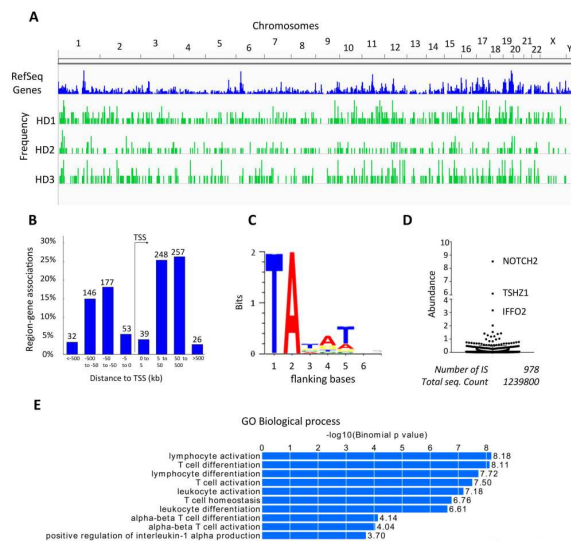 A
Chromosomes
1 2 3 4 5 6 7 8 9 10 11 12 13 14 15 16 17 18 19 20 21 22 X Y
RefSeq
Genes
Frequency
HD1
HD2
HD3
B
TSS
Region-gene associations
30%
25%
20%
15%
10%
5%
0%
32 146 177 53 39 248 257 26
<-500 -500 to -50 -50 to -5 -5 to 0 0 to 5 5 to 50 50 to 500 >500
Distance to TSS (kb)
C
Bits
2
1
0
T A
1 2 3 4 5 6
flanking bases
D
Abundance
10
8
6
4
3
2
1
0
NOTCH2
TSHZ1
IFFO2
Number of IS 978
Total seq. Count 1239800
E
GO Biological process
-log10(Binomial p value)
0 1 2 3 4 5 6 7 8
lymphocyte activation 8.18
T cell differentiation 8.11
lymphocyte differentiation 7.72
T cell activation 7.50
leukocyte activation 7.18
T cell homeostasis 6.76
leukocyte differentiation 6.61
alpha-beta T cell differentiation 4.14
alpha-beta T cell activation 4.04
positive regulation of interleukin-1 alpha production 3.70